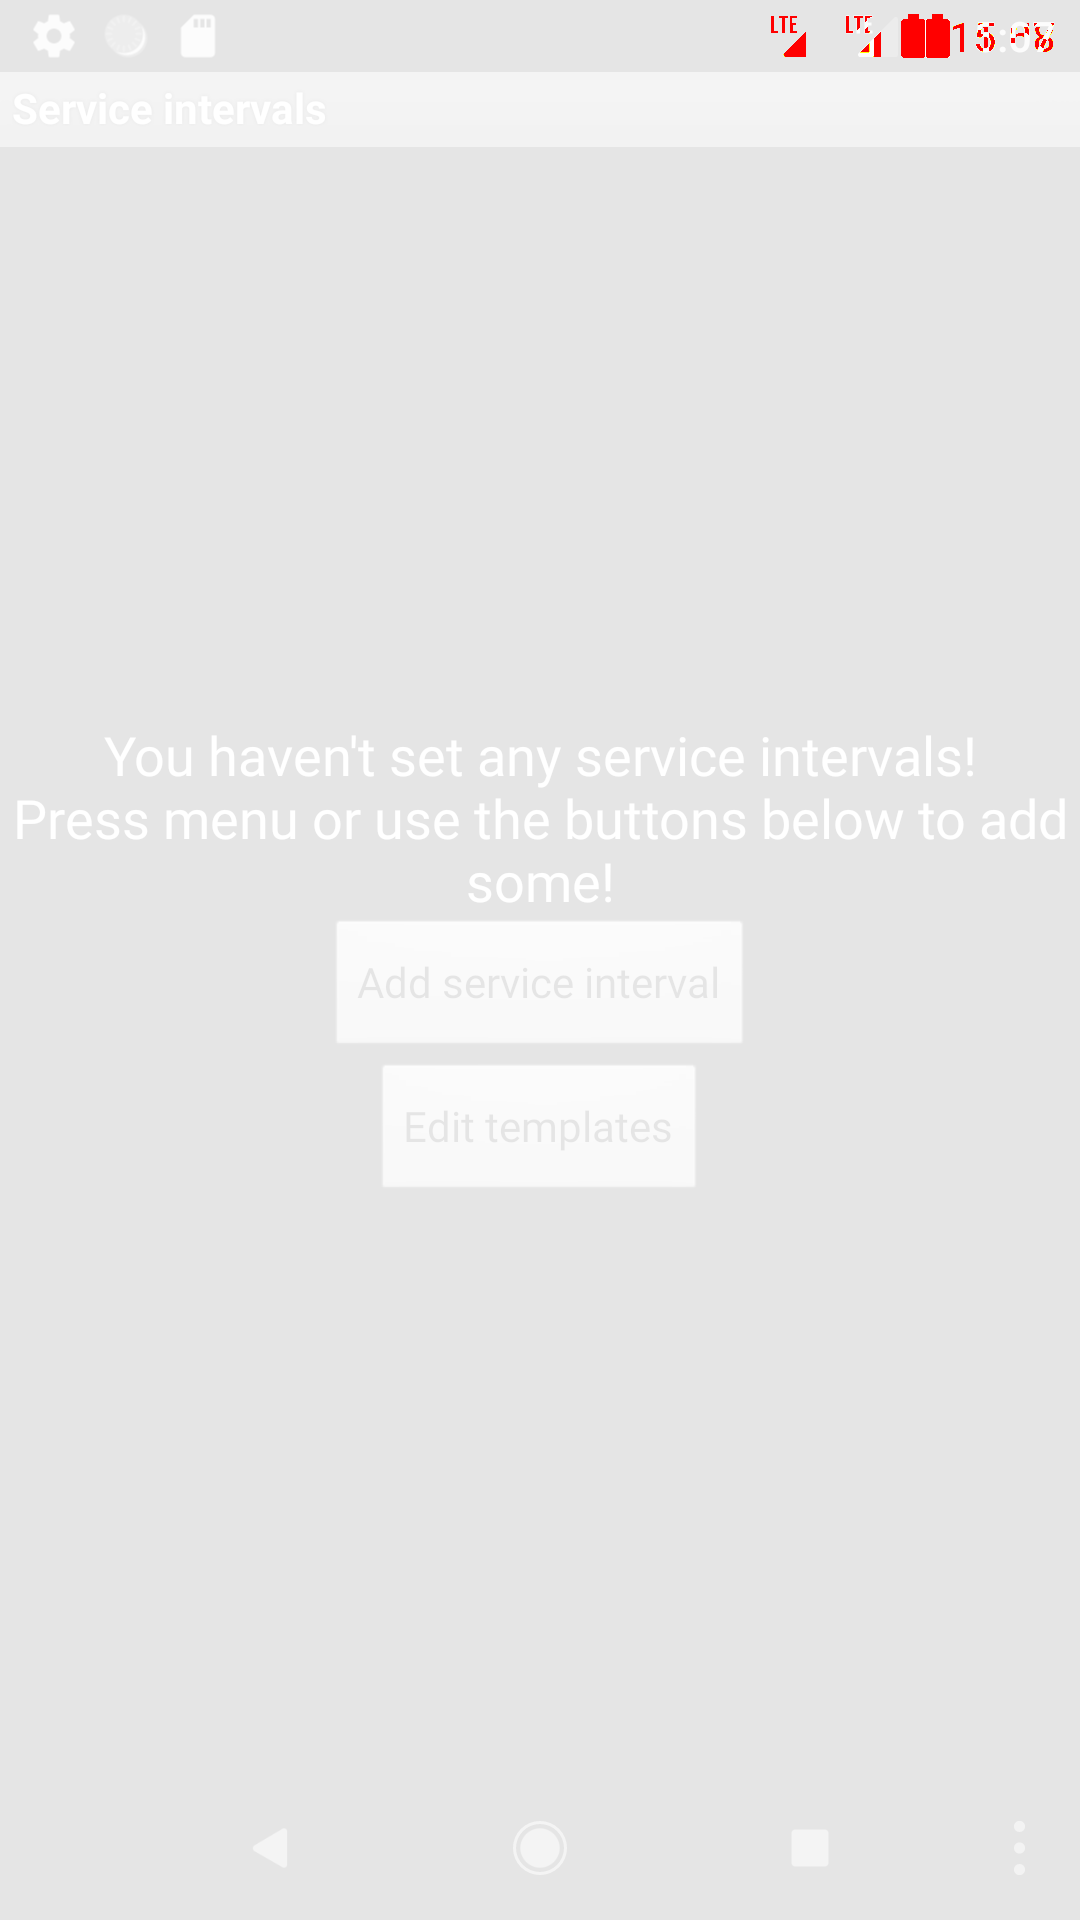 LTE LTE
Service intervals
You haven't set any service intervals!
Press menu or use the buttons below to add
some!
Add service interval
Edit templates